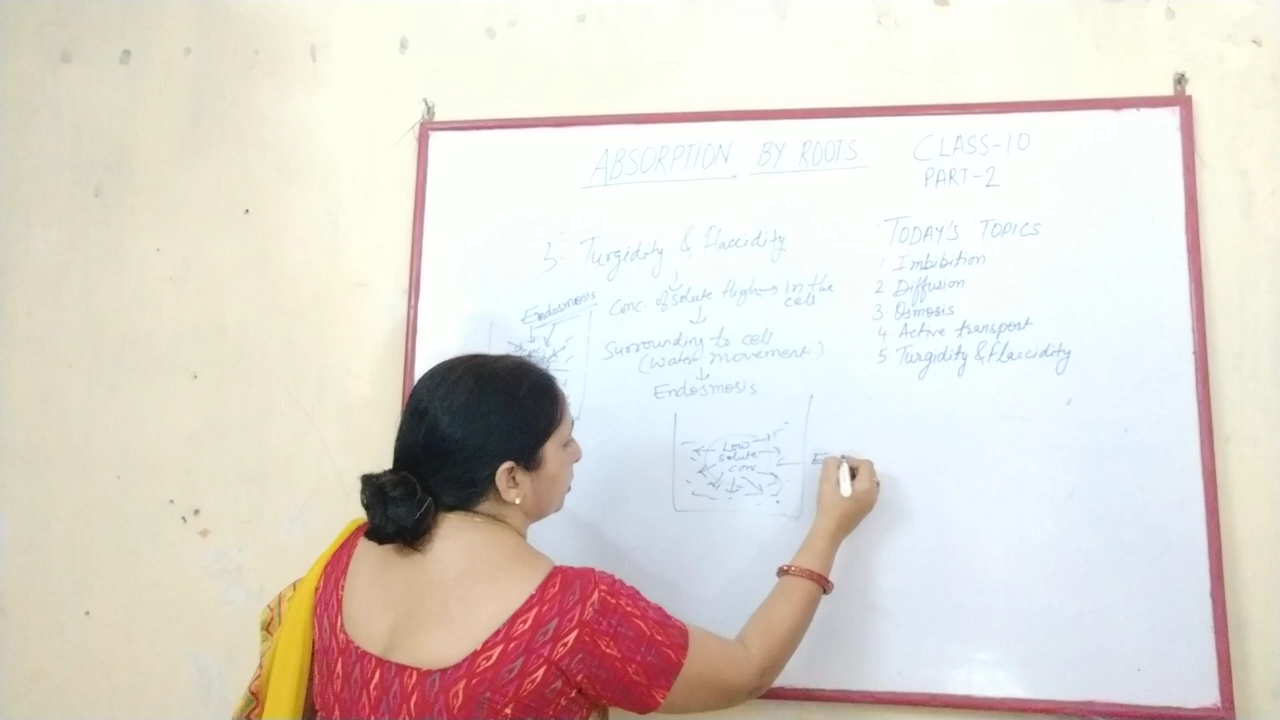 ABSORPTION BY ROOTS
CLASS-10
PART-2
5. Turgidity & flaccidity
Conc. of solute high → in the
cell
↓
Surrounding to cell
(water movement)
↓
Endosmosis
Endosmosis
Low
solute
conc
TODAY'S TOPICS
1 Imbibition
2 Diffusion
3 Osmosis
4 Active transport
5 Turgidity & flaccidity